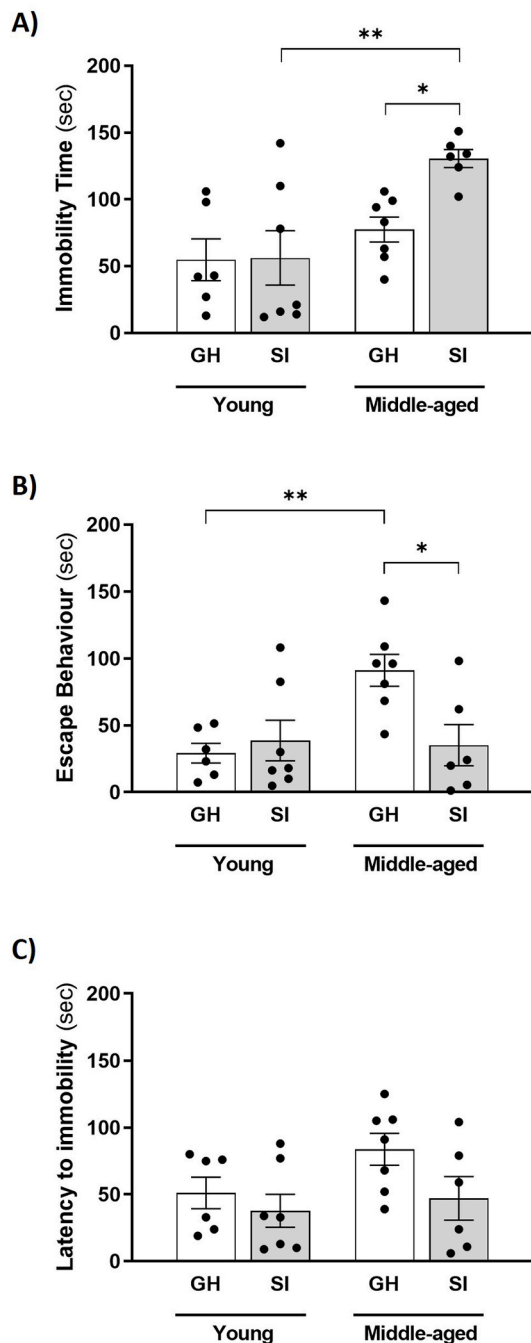 A)
**
*
Immobility Time (sec)
200
150
100
50
0
GH SI GH SI
Young Middle-aged
B)
**
*
Escape Behaviour (sec)
200
150
100
50
0
GH SI GH SI
Young Middle-aged
C)
Latency to immobility (sec)
200
150
100
50
0
GH SI GH SI
Young Middle-aged